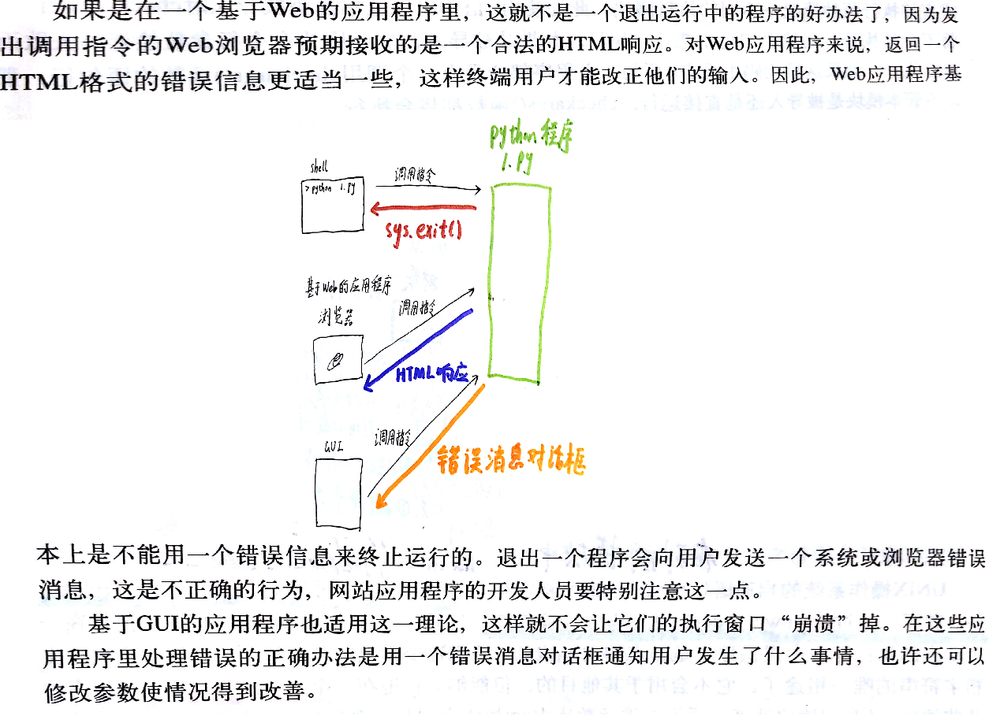 如果是在一个基于Web的应用程序里，这就不是一个退出运行中的程序的好办法了，因为发
出调用指令的Web浏览器预期接收的是一个合法的HTML响应。对Web应用程序来说，返回一个
HTML格式的错误信息更适当一些，这样终端用户才能改正他们的输入。因此，Web应用程序基
python程序
1.py
shell
调用指令
>python 1.py
sys.exit()
基于Web的应用程序
浏览器
调用指令
HTML响应
GUI
调用指令
错误消息对话框
本上是不能用一个错误信息来终止运行的。退出一个程序会向用户发送一个系统或浏览器错误
消息，这是不正确的行为，网站应用程序的开发人员要特别注意这一点。
基于GUI的应用程序也适用这一理论，这样就不会让它们的执行窗口“崩溃”掉。在这些应
用程序里处理错误的正确办法是用一个错误消息对话框通知用户发生了什么事情，也许还可以
修改参数使情况得到改善。